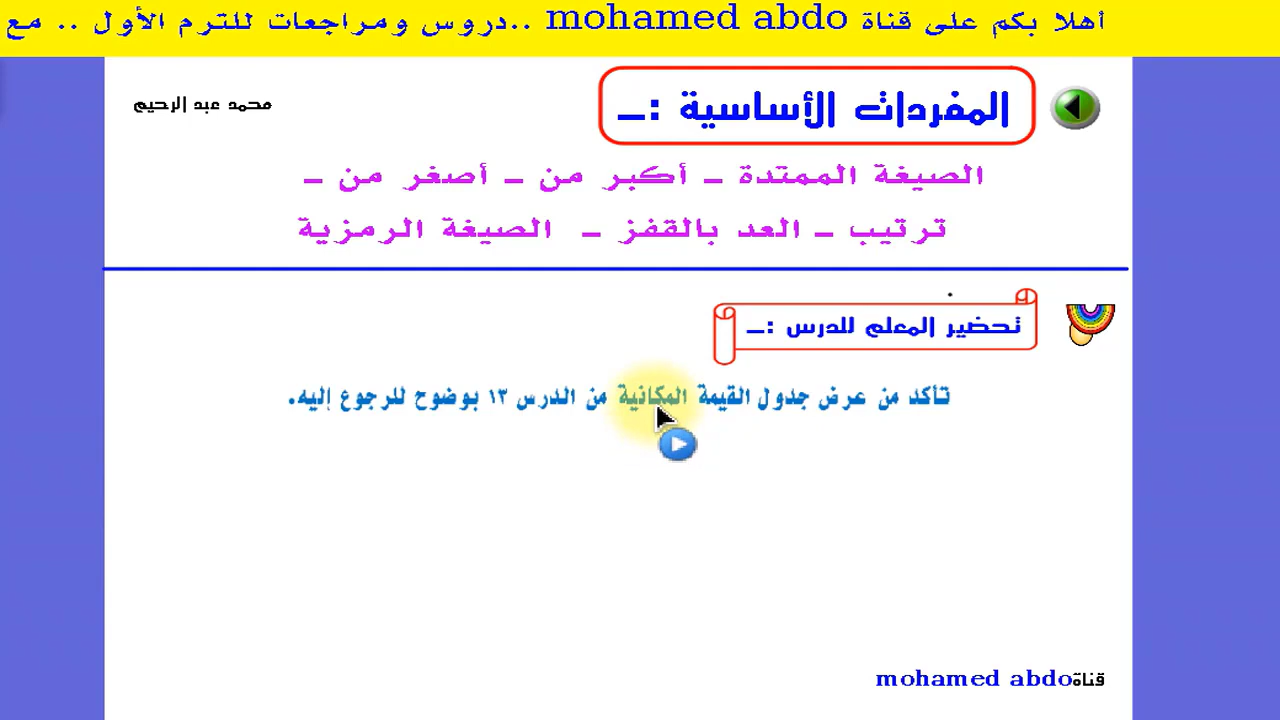 أهلا بكم على قناة mohamed abdo ..دروس ومراجعات للترم الأول .. مع
محمد عبد الرحيم
المفردات الأساسية :ـ
الصيغة الممتدة ـ أكبر من ـ أصغر من ـ
ترتيب ـ العد بالقفز ـ الصيغة الرمزية
تحضير المعلم للدرس :ـ
تأكد من عرض جدول القيمة المكانية من الدرس ١٣ بوضوح للرجوع إليه.
قناةmohamed abdo